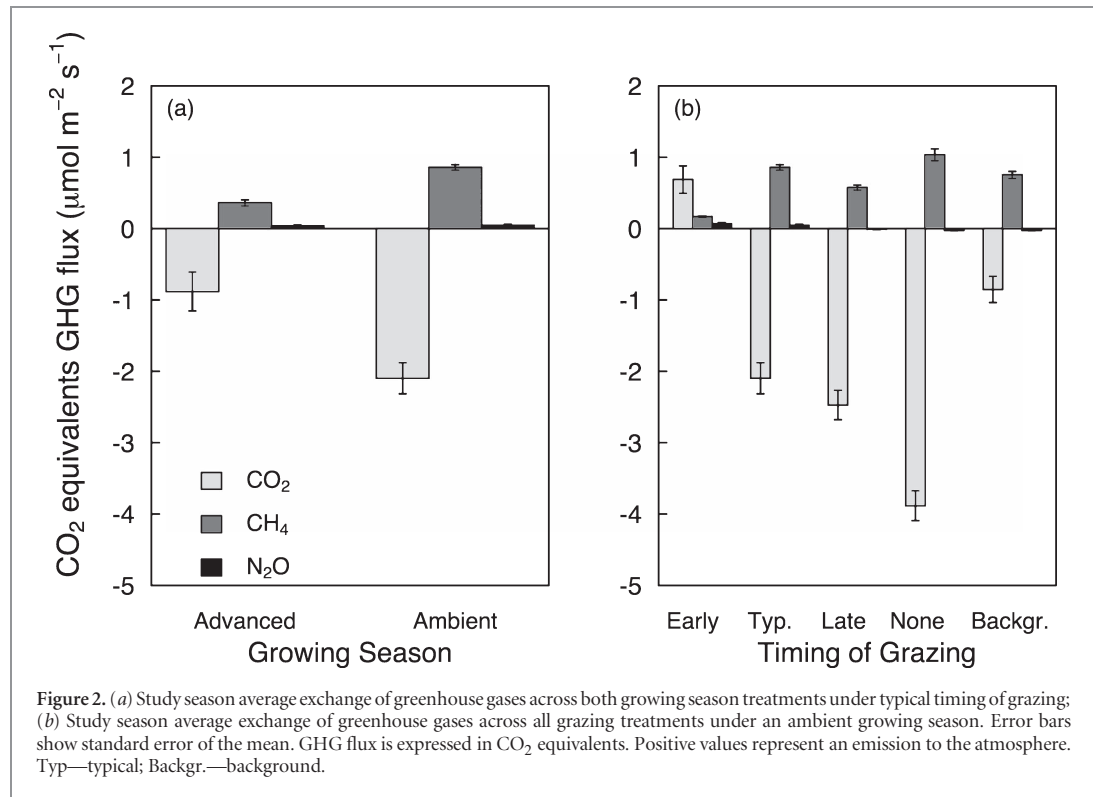 CO₂ equivalents GHG flux (μmol m⁻² s⁻¹)
2
1
0
-1
-2
-3
-4
-5
(a)
CO₂
CH₄
N₂O
Advanced
Ambient
Growing Season
2
1
0
-1
-2
-3
-4
-5
(b)
Early
Typ.
Late
None
Backgr.
Timing of Grazing
Figure 2. (a) Study season average exchange of greenhouse gases across both growing season treatments under typical timing of grazing;
(b) Study season average exchange of greenhouse gases across all grazing treatments under an ambient growing season. Error bars
show standard error of the mean. GHG flux is expressed in CO₂ equivalents. Positive values represent an emission to the atmosphere.
Typ—typical; Backgr.—background.